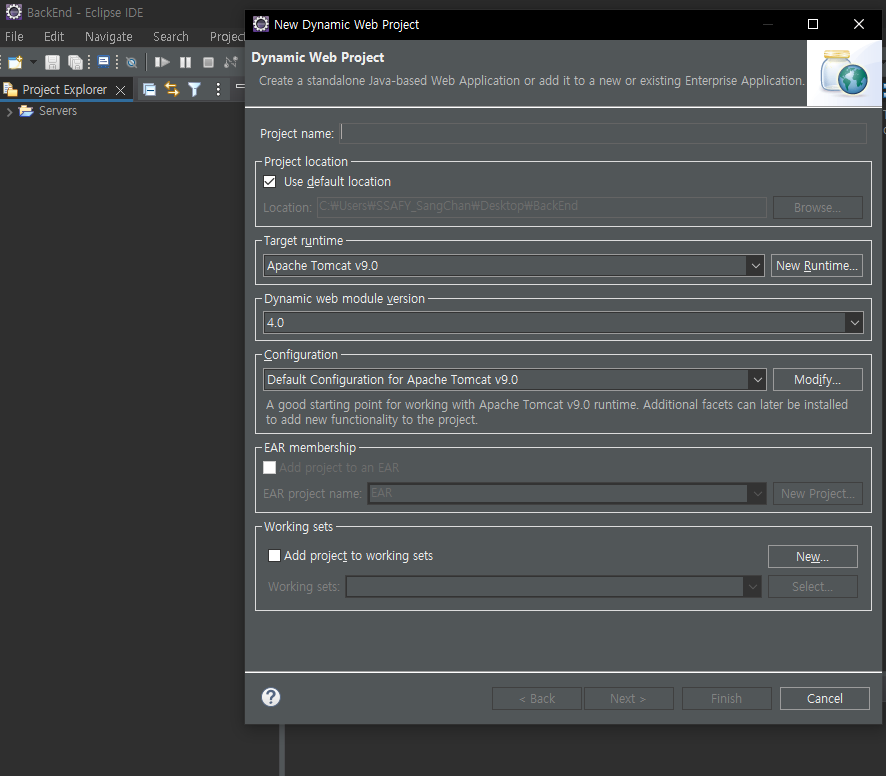 BackEnd - Eclipse IDE
File Edit Navigate Search Project
Project Explorer
Servers
New Dynamic Web Project
Dynamic Web Project
Create a standalone Java-based Web Application or add it to a new or existing Enterprise Application.
Project name:
Project location
Use default location
Location: C:₩Users₩SSAFY_SangChan₩Desktop₩BackEnd Browse...
Target runtime
Apache Tomcat v9.0 New Runtime...
Dynamic web module version
4.0
Configuration
Default Configuration for Apache Tomcat v9.0 Modify...
A good starting point for working with Apache Tomcat v9.0 runtime. Additional facets can later be installed
to add new functionality to the project.
EAR membership
Add project to an EAR
EAR project name: EAR New Project...
Working sets
Add project to working sets New...
Working sets: Select...
< Back Next > Finish Cancel